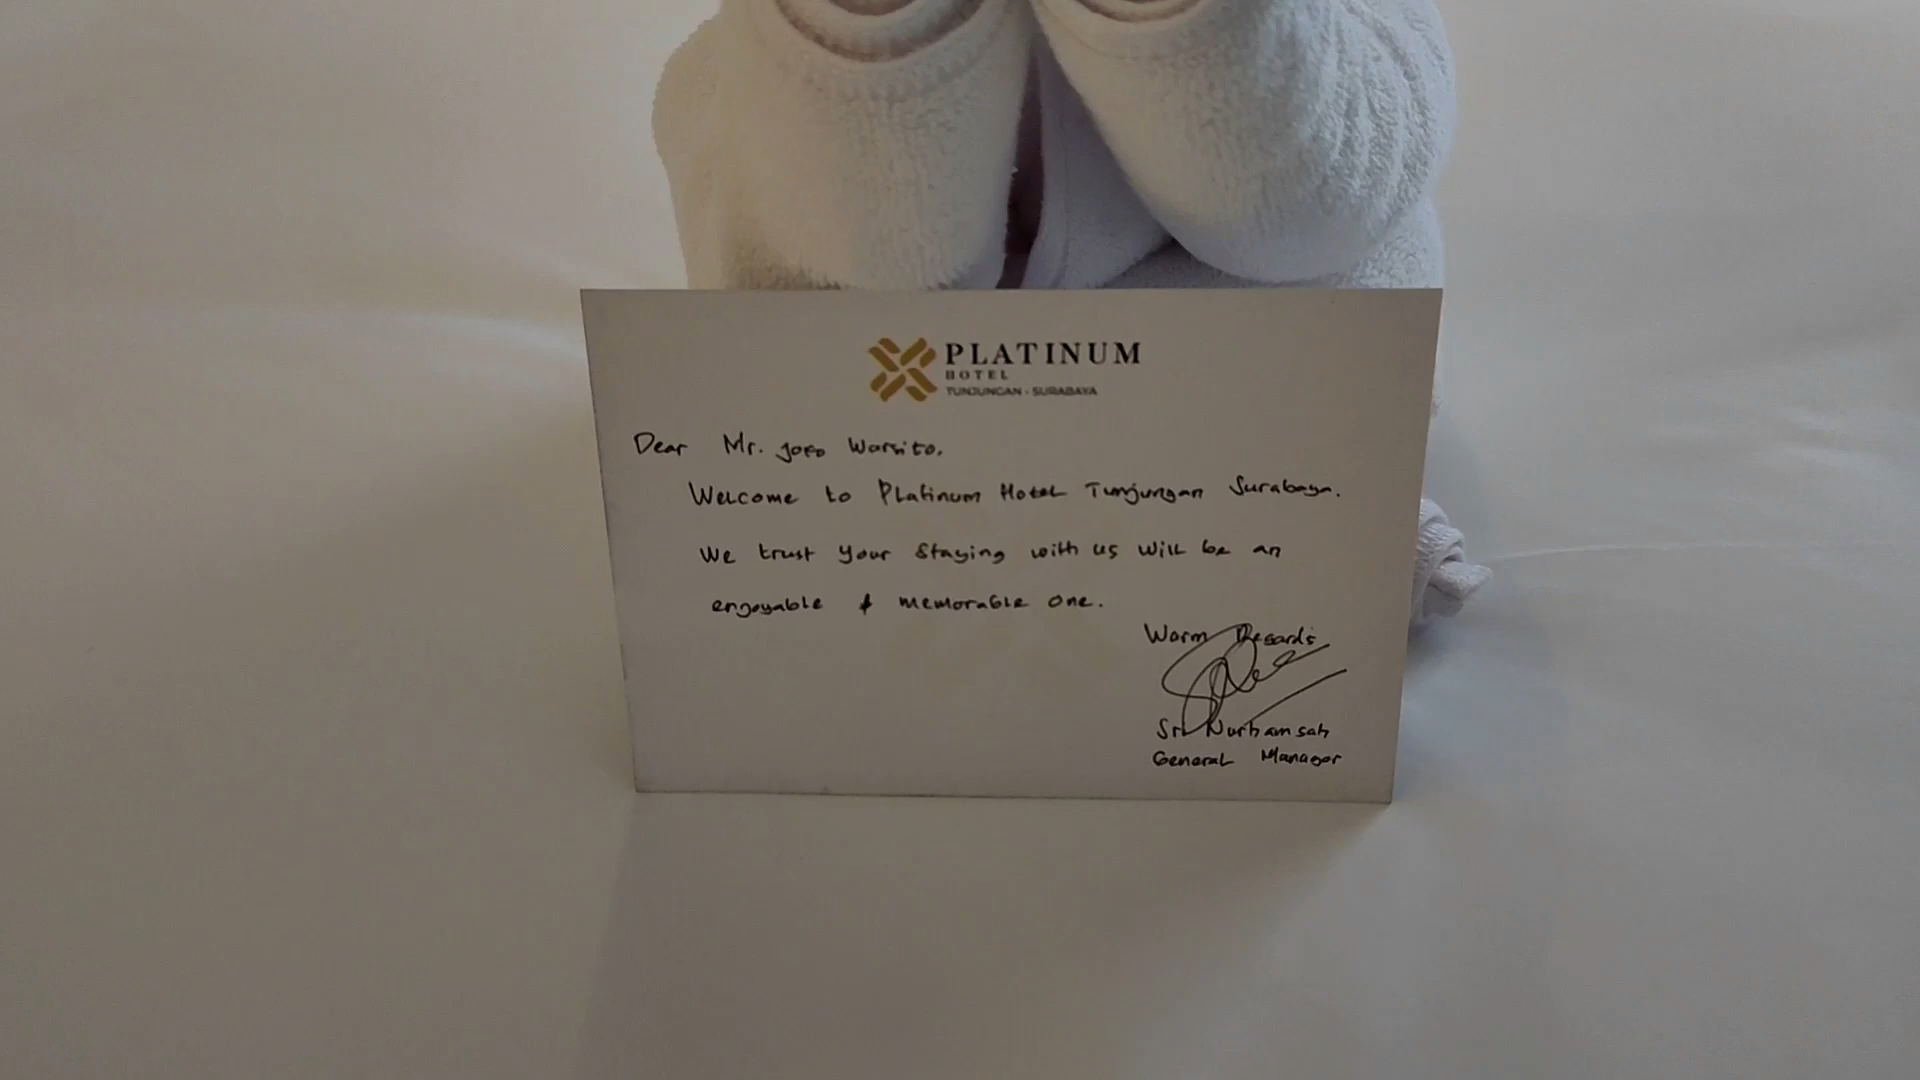 PLATINUM
HOTEL
TUNJUNGAN - SURABAYA
Dear Mr. Joko Warsito,
Welcome to Platinum Hotel Tunjungan Surabaya.
We trust your Staying with us will be an
enjoyable & memorable one.
Warm Regards
Sri Nurhamsah
General Manager